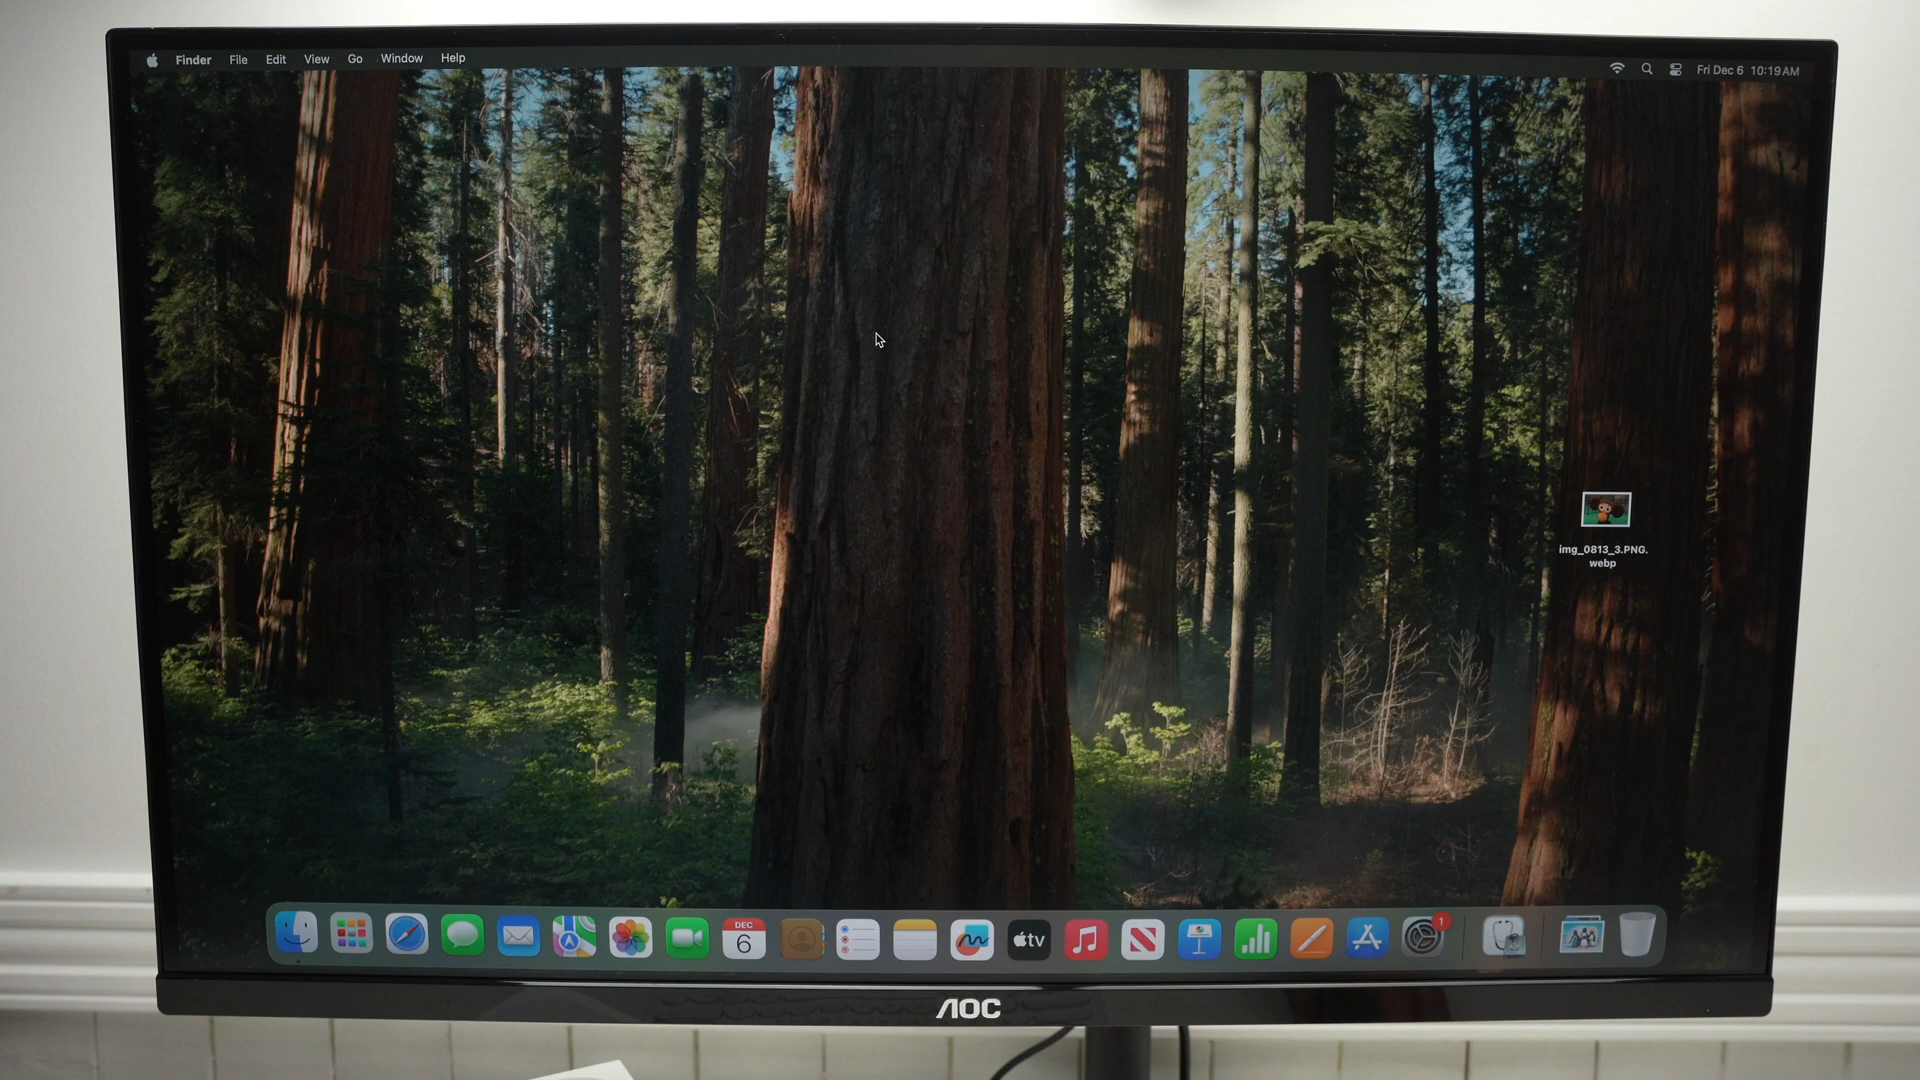 Finder File Edit View Go Window Help
Fri Dec 6 10:19 AM
img_0813_3.PNG.
webp
DEC
6
tv
1
AOC